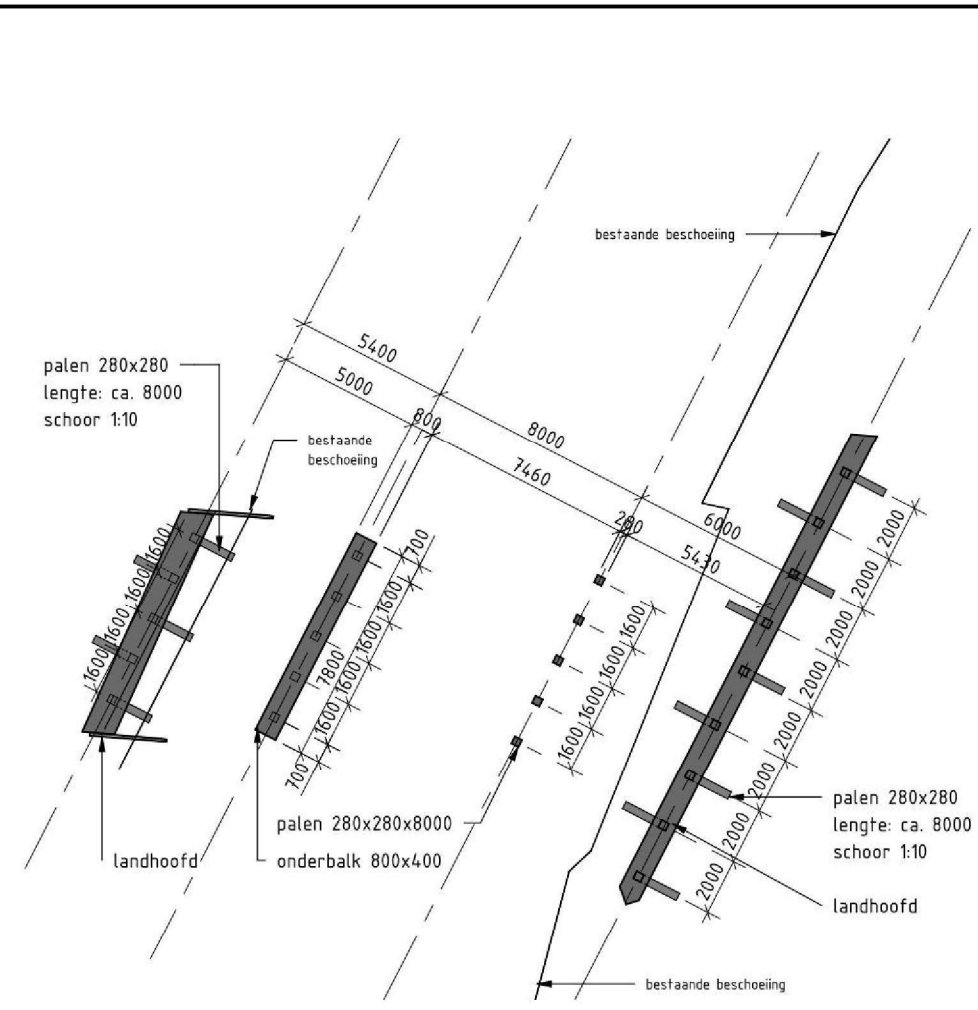 bestaande beschoeiing
5400
palen 280x280
lengte: ca. 8000
schoor 1:10
5000
800
8000
bestaande
beschoeiing
7460
280
6000
5430
1600
1600
1600
1600
700
1600
1600
7800
1600
1600
700
1600
1600
1600
1600
2000
2000
2000
2000
2000
2000
2000
2000
palen 280x280
lengte: ca. 8000
schoor 1:10
palen 280x280x8000
landhoofd
onderbalk 800x400
landhoofd
bestaande beschoeiing